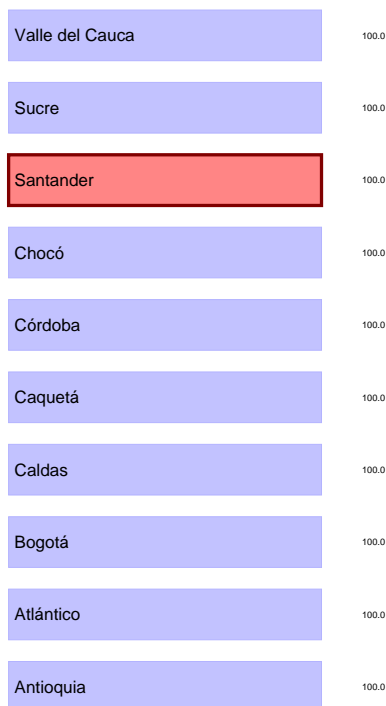 Valle del Cauca 100.0
Sucre 100.0
Santander 100.0
Chocó 100.0
Córdoba 100.0
Caquetá 100.0
Caldas 100.0
Bogotá 100.0
Atlántico 100.0
Antioquia 100.0